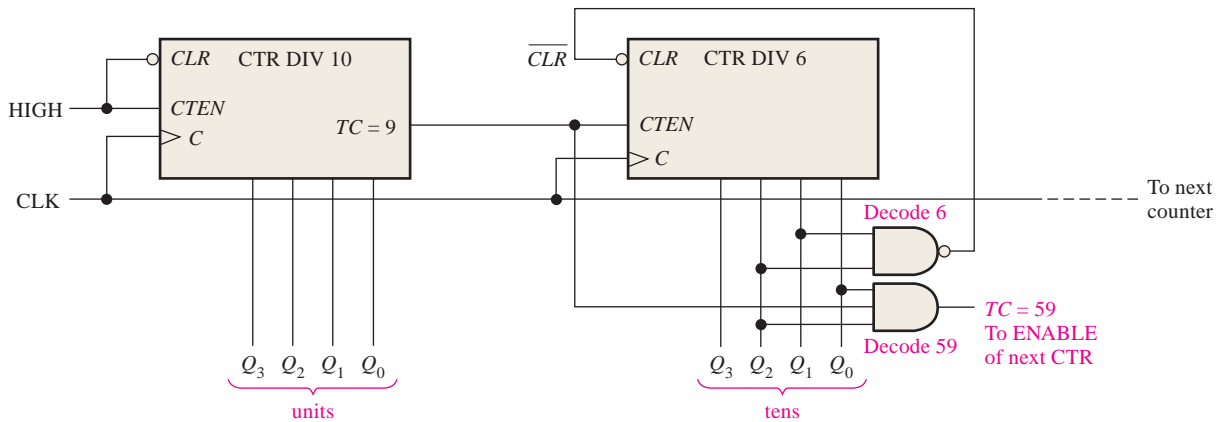 CLR
CTR DIV 10
HIGH
CTEN
TC = 9
C
CLK
CLR
CLR
CTR DIV 6
CTEN
C
To next
counter
Decode 6
Decode 59
TC = 59
To ENABLE
of next CTR
Q3 Q2 Q1 Q0
units
Q3 Q2 Q1 Q0
tens